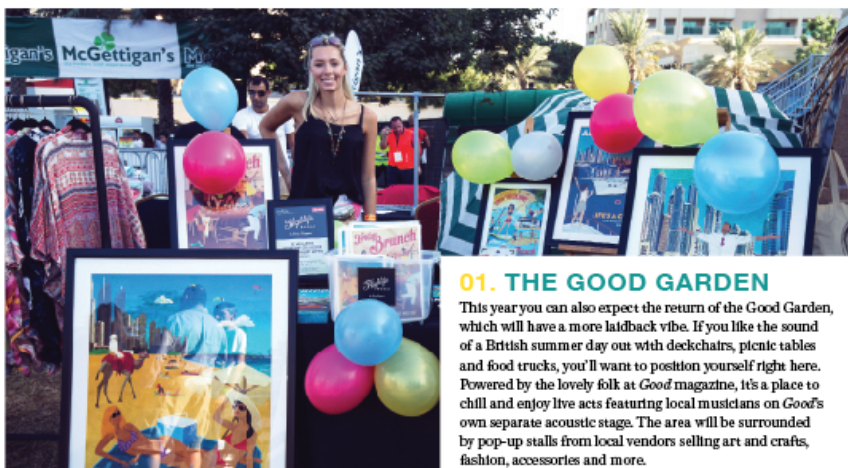 igan's McGettigan's M
Brunch
01. THE GOOD GARDEN
This year you can also expect the return of the Good Garden,
which will have a more laidback vibe. If you like the sound
of a British summer day out with deckchairs, picnic tables
and food trucks, you'll want to position yourself right here.
Powered by the lovely folk at Good magazine, it's a place to
chill and enjoy live acts featuring local musicians on Good's
own separate acoustic stage. The area will be surrounded
by pop-up stalls from local vendors selling art and crafts,
fashion, accessories and more.